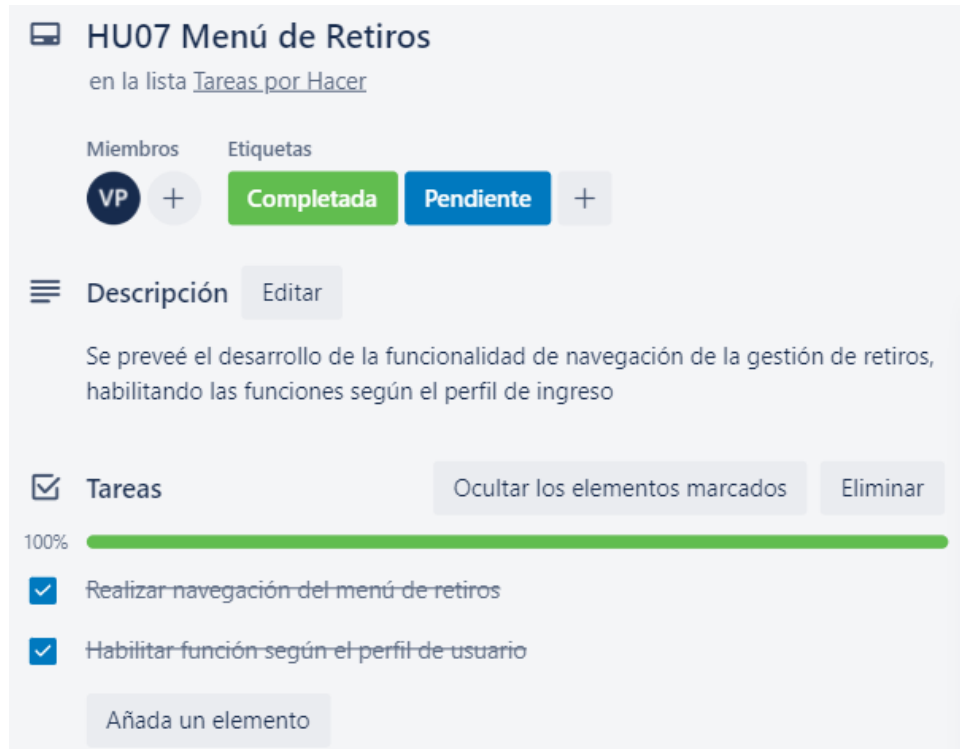 HU07 Menú de Retiros
en la lista Tareas por Hacer
Miembros Etiquetas
VP + Completada Pendiente +
Descripción Editar
Se preveé el desarrollo de la funcionalidad de navegación de la gestión de retiros,
habilitando las funciones según el perfil de ingreso
Tareas Ocultar los elementos marcados Eliminar
100%
Realizar navegación del menú de retiros
Habilitar función según el perfil de usuario
Añada un elemento